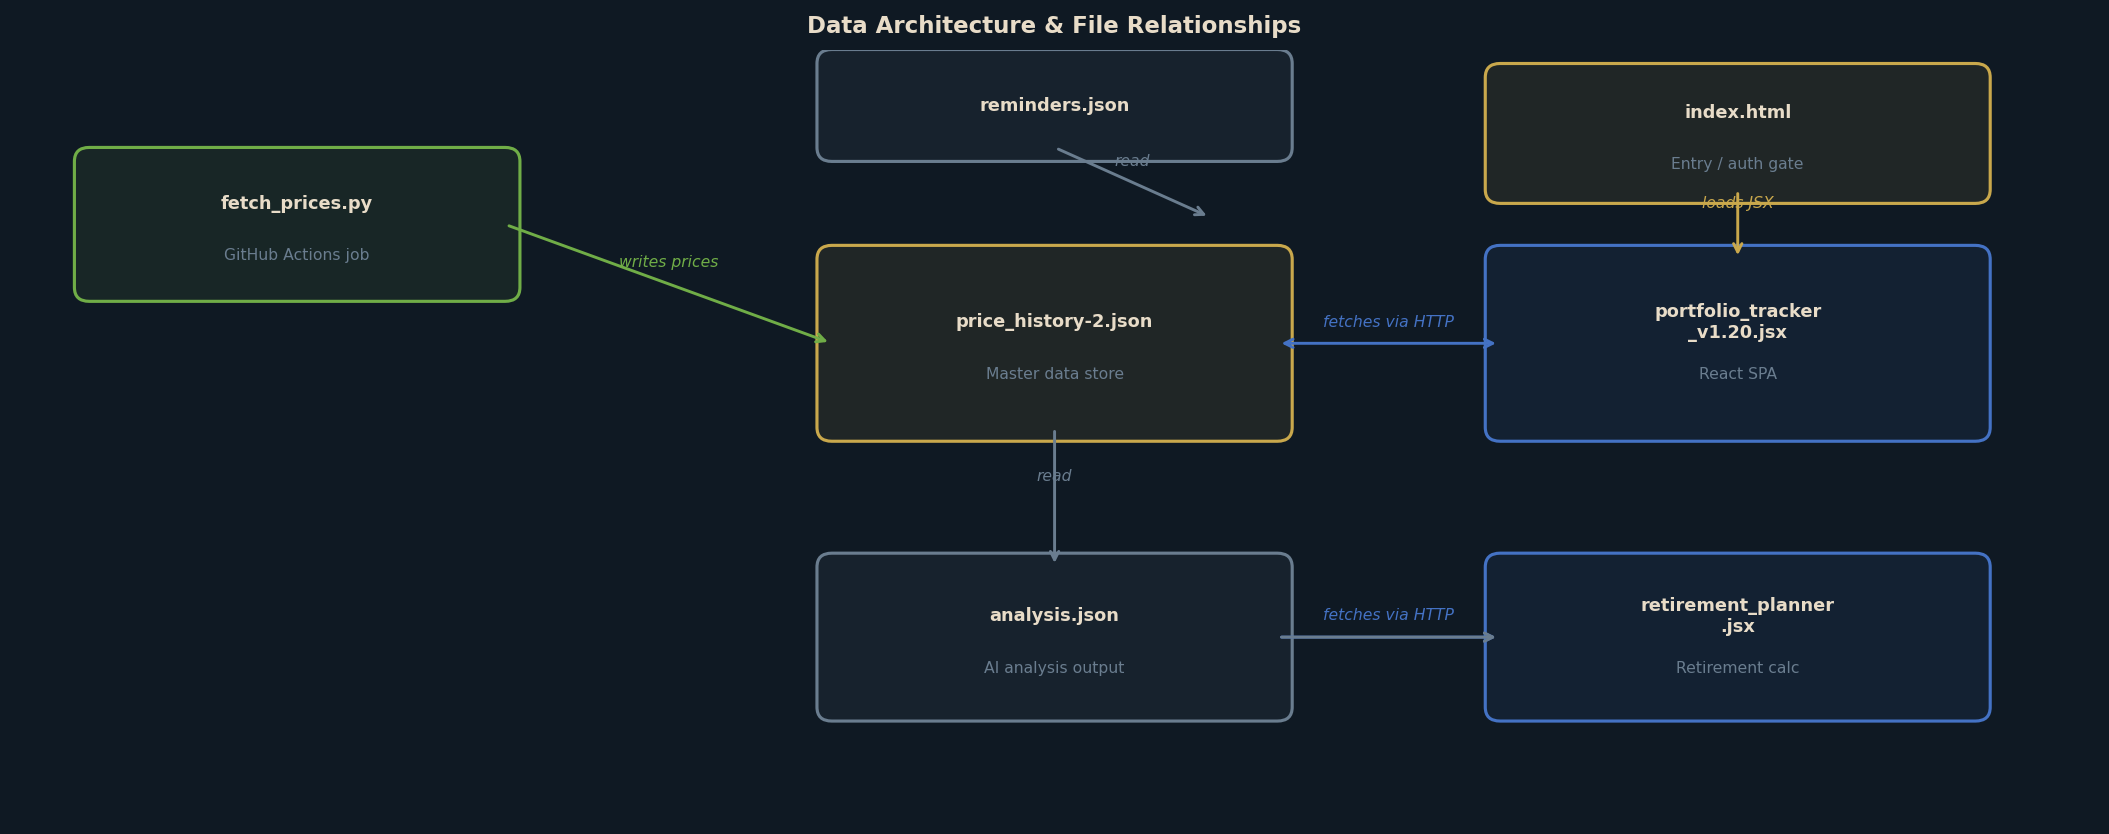 Data Architecture & File Relationships
reminders.json
read
index.html
Entry / auth gate
loads JSX
fetch_prices.py
GitHub Actions job
writes prices
price_history-2.json
Master data store
fetches via HTTP
portfolio_tracker
_v1.20.jsx
React SPA
read
analysis.json
AI analysis output
fetches via HTTP
retirement_planner
.jsx
Retirement calc